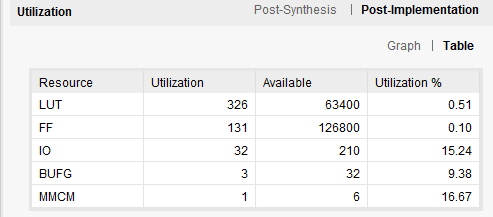 Utilization Post-Synthesis | Post-Implementation
Graph | Table
Resource Utilization Available Utilization %
LUT 326 63400 0.51
FF 131 126800 0.10
IO 32 210 15.24
BUFG 3 32 9.38
MMCM 1 6 16.67